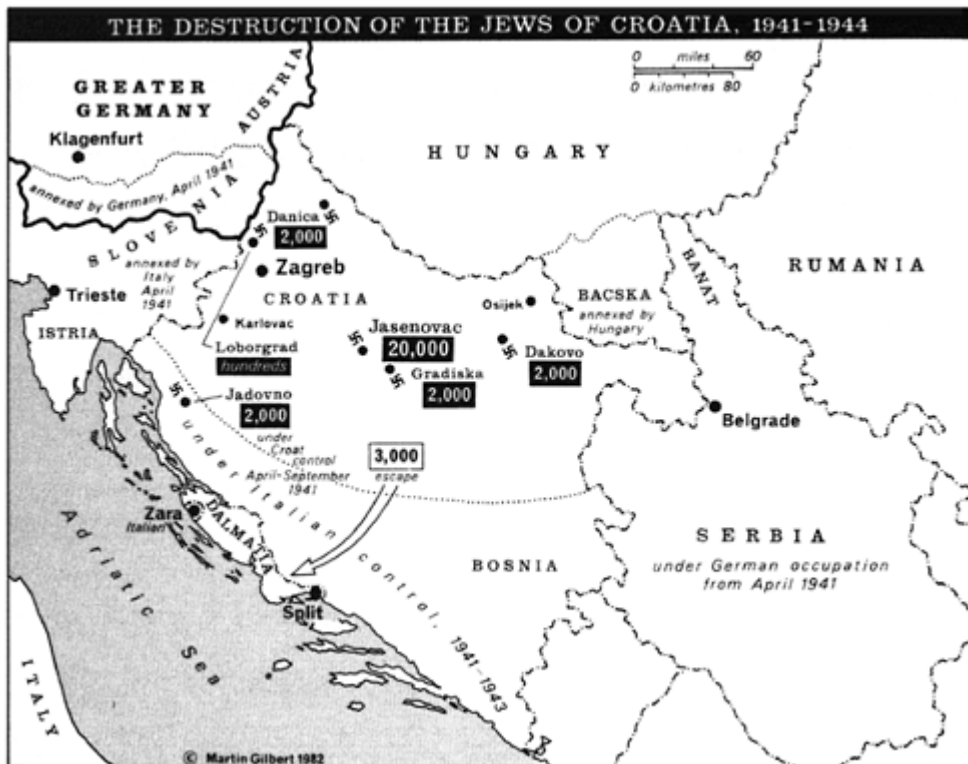 THE DESTRUCTION OF THE JEWS OF CROATIA, 1941-1944
0 miles 60
0 kilometres 80
GREATER
GERMANY
AUSTRIA
Klagenfurt
HUNGARY
annexed by Germany, April 1941
SLOVENIA
Danica
2,000
annexed by
Italy
April
1941
Zagreb
Trieste
CROATIA
BANAT
RUMANIA
Osijek
BACSKA
annexed by
Hungary
ISTRIA
Karlovac
Jasenovac
20,000
Loborgrad
hundreds
Dakovo
2,000
Gradiska
2,000
Jadovno
2,000
Belgrade
under
Croat
control
April-September
1941
3,000
escape
under italian control, 1941-1943
Zara
Italian
DALMATIA
SERBIA
under German occupation
from April 1941
BOSNIA
Adriatic Sea
Split
ITALY
© Martin Gilbert 1982